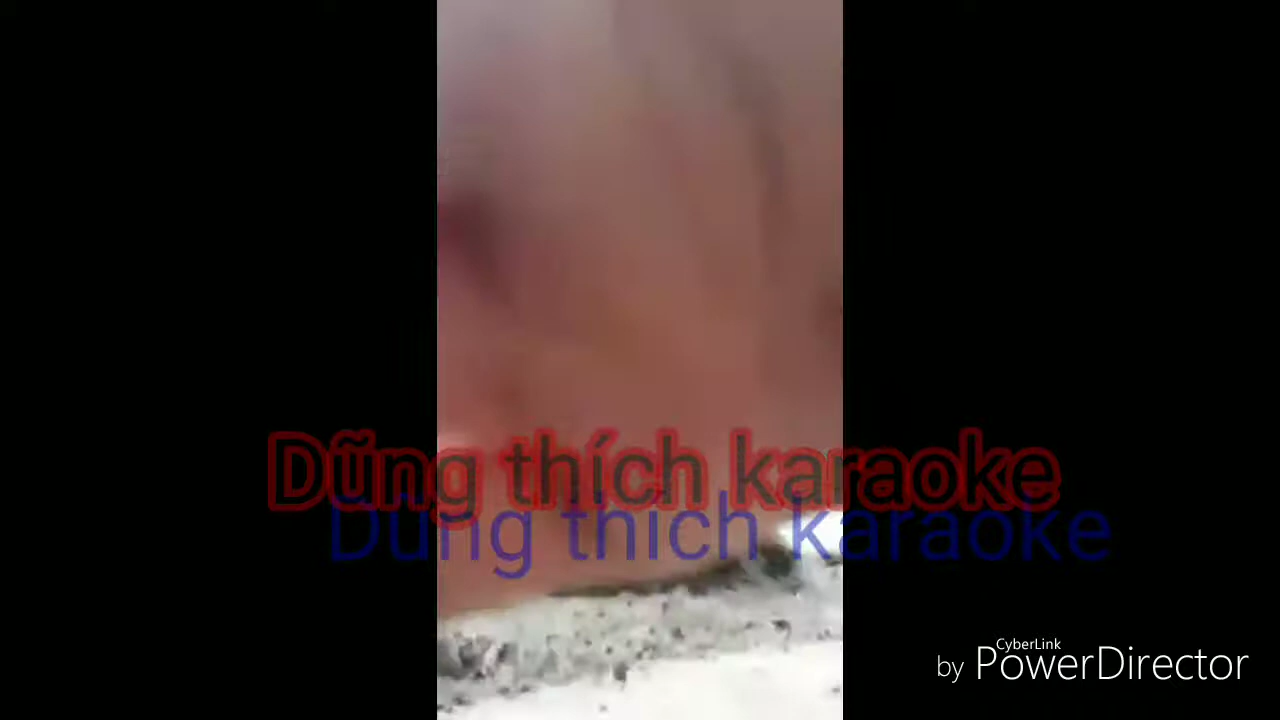 Dũng thích karaoke
Dũng thích karaoke
CyberLink
by PowerDirector